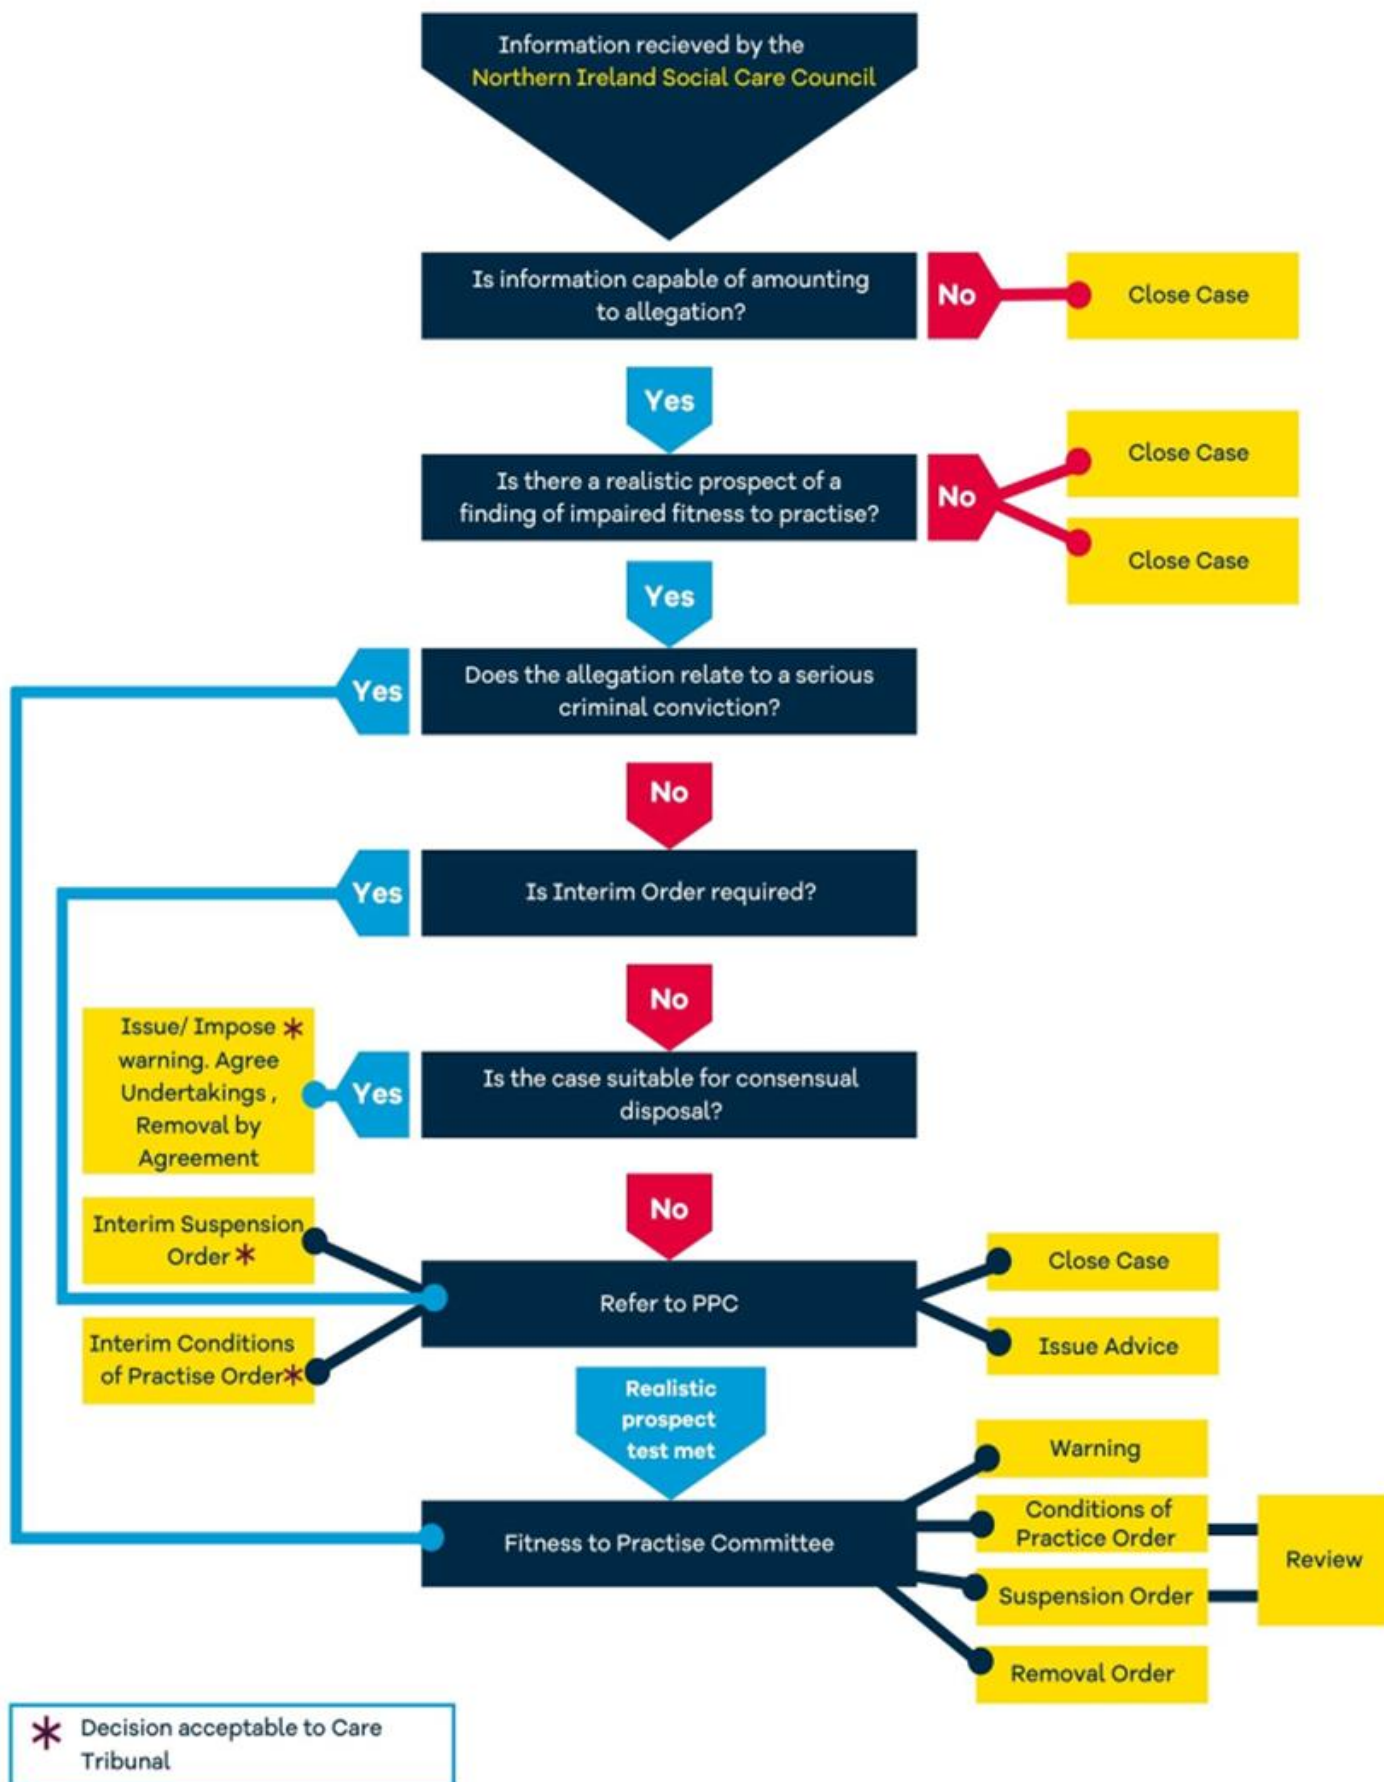 Information recieved by the
Northern Ireland Social Care Council
Is information capable of amounting
to allegation?
No
Close Case
Yes
Is there a realistic prospect of a
finding of impaired fitness to practise?
No
Close Case
Close Case
Yes
Yes
Does the allegation relate to a serious
criminal conviction?
No
Yes
Is Interim Order required?
No
Issue/ Impose *
warning. Agree
Undertakings ,
Removal by
Agreement
Yes
Is the case suitable for consensual
disposal?
No
Interim Suspension
Order *
Interim Conditions
of Practise Order*
Refer to PPC
Close Case
Issue Advice
Realistic
prospect
test met
Fitness to Practise Committee
Warning
Conditions of
Practice Order
Suspension Order
Removal Order
Review
* Decision acceptable to Care
Tribunal